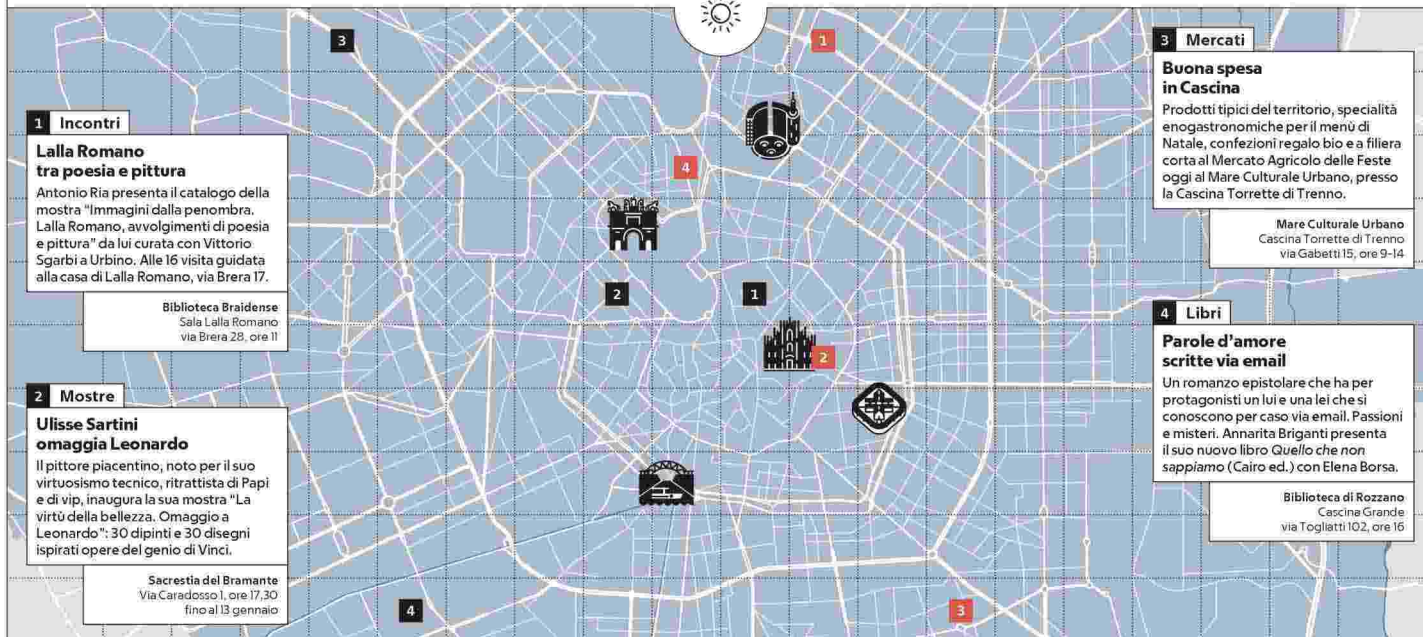 1 Incontri
Lalla Romano
tra poesia e pittura
Antonio Ria presenta il catalogo della
mostra “Immagini dalla penombra.
Lalla Romano, avvolgimenti di poesia
e pittura” da lui curata con Vittorio
Sgarbi a Urbino. Alle 16 visita guidata
alla casa di Lalla Romano, via Brera 17.
Biblioteca Braidense
Sala Lalla Romano
via Brera 28, ore 11
2 Mostre
Ulisse Sartini
omaggia Leonardo
Il pittore piacentino, noto per il suo
virtuosismo tecnico, ritrattista di Papi
e di vip, inaugura la sua mostra “La
virtù della bellezza. Omaggio a
Leonardo”: 30 dipinti e 30 disegni
ispirati opere del genio di Vinci.
Sacrestia del Bramante
Via Caradosso 1, ore 17,30
fino al 13 gennaio
3
1
4
2
1
2
4
3
3 Mercati
Buona spesa
in Cascina
Prodotti tipici del territorio, specialità
enogastronomiche per il menù di
Natale, confezioni regalo bio e a filiera
corta al Mercato Agricolo delle Feste
oggi al Mare Culturale Urbano, presso
la Cascina Torrette di Trenno.
Mare Culturale Urbano
Cascina Torrette di Trenno
via Gabetti 15, ore 9-14
4 Libri
Parole d’amore
scritte via email
Un romanzo epistolare che ha per
protagonisti un lui e una lei che si
conoscono per caso via email. Passioni
e misteri. Annarita Briganti presenta
il suo nuovo libro Quello che non
sappiamo (Cairo ed.) con Elena Borsa.
Biblioteca di Rozzano
Cascina Grande
via Togliatti 102, ore 16